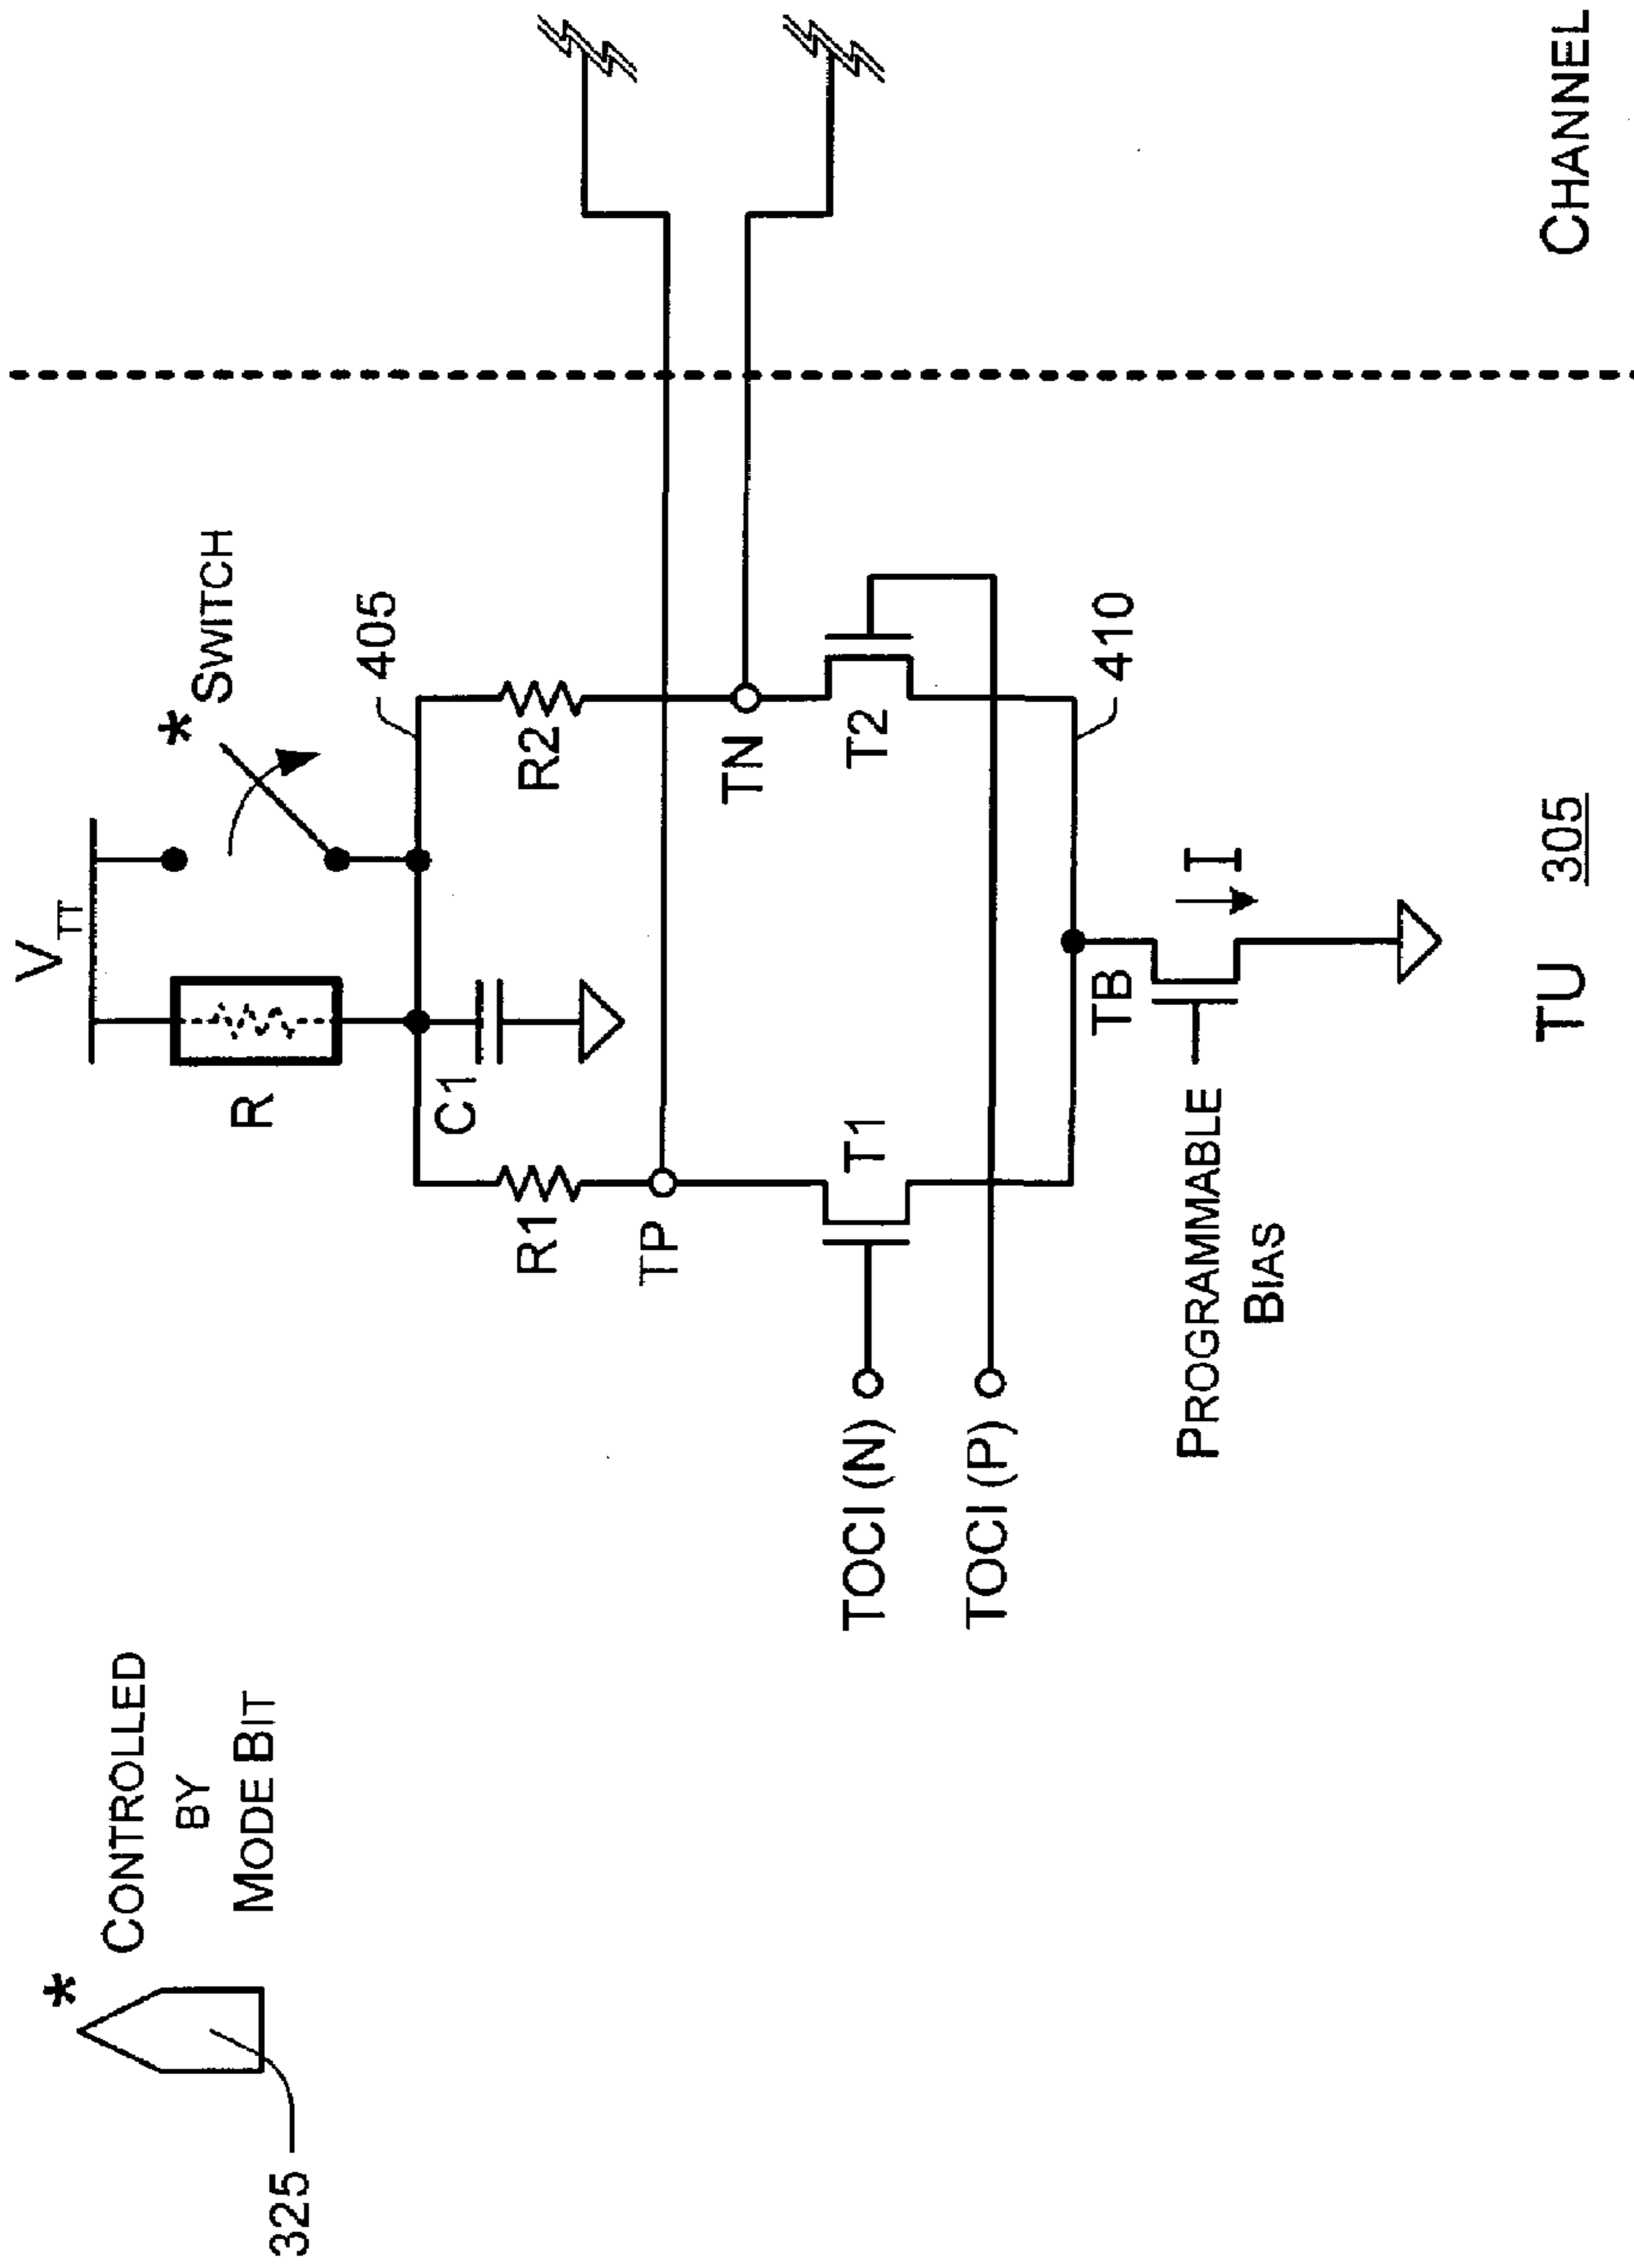 *
CONTROLLED
BY
MODE BIT
325
V_TT
R
*
SWITCH
405
C1
R1
R2
TP
TN
TOCI (N)
T1
T2
TOCI (P)
TB
410
I
PROGRAMMABLE
BIAS
TU 305
CHANNEL